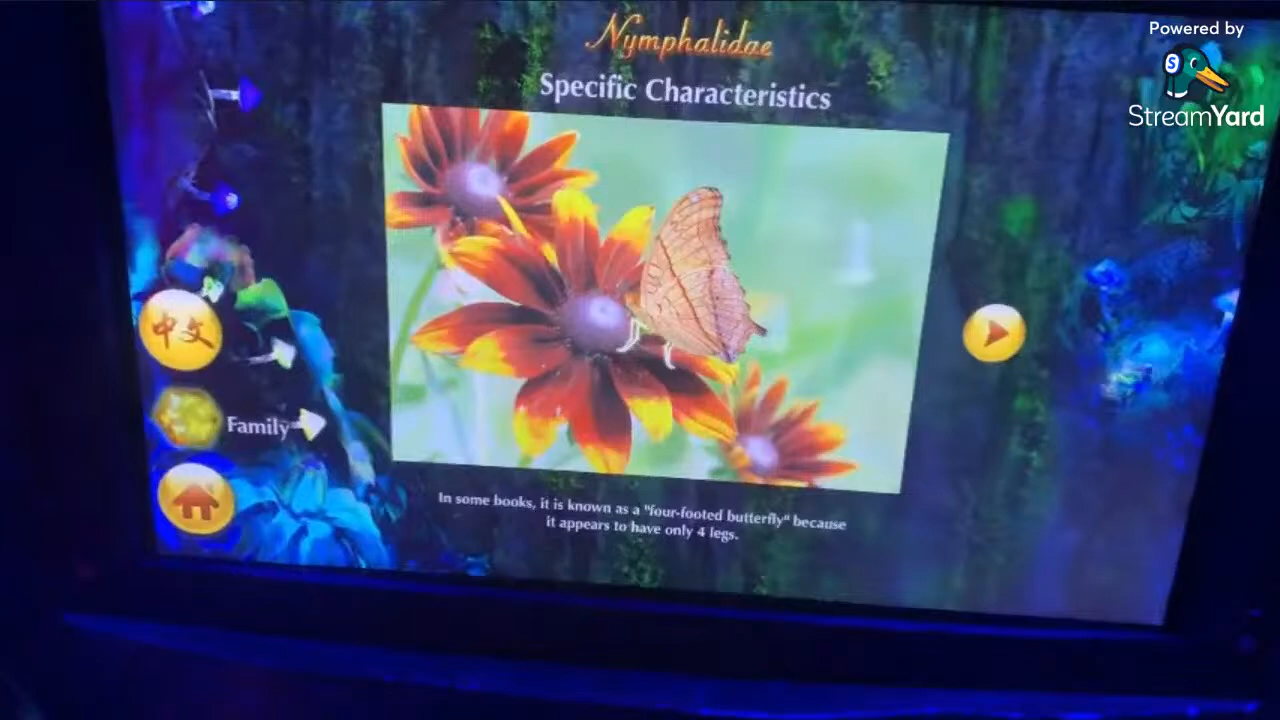 Powered by
StreamYard
Nymphalidae
Specific Characteristics
中文
Family
In some books, it is known as a "four-footed butterfly" because
it appears to have only 4 legs.